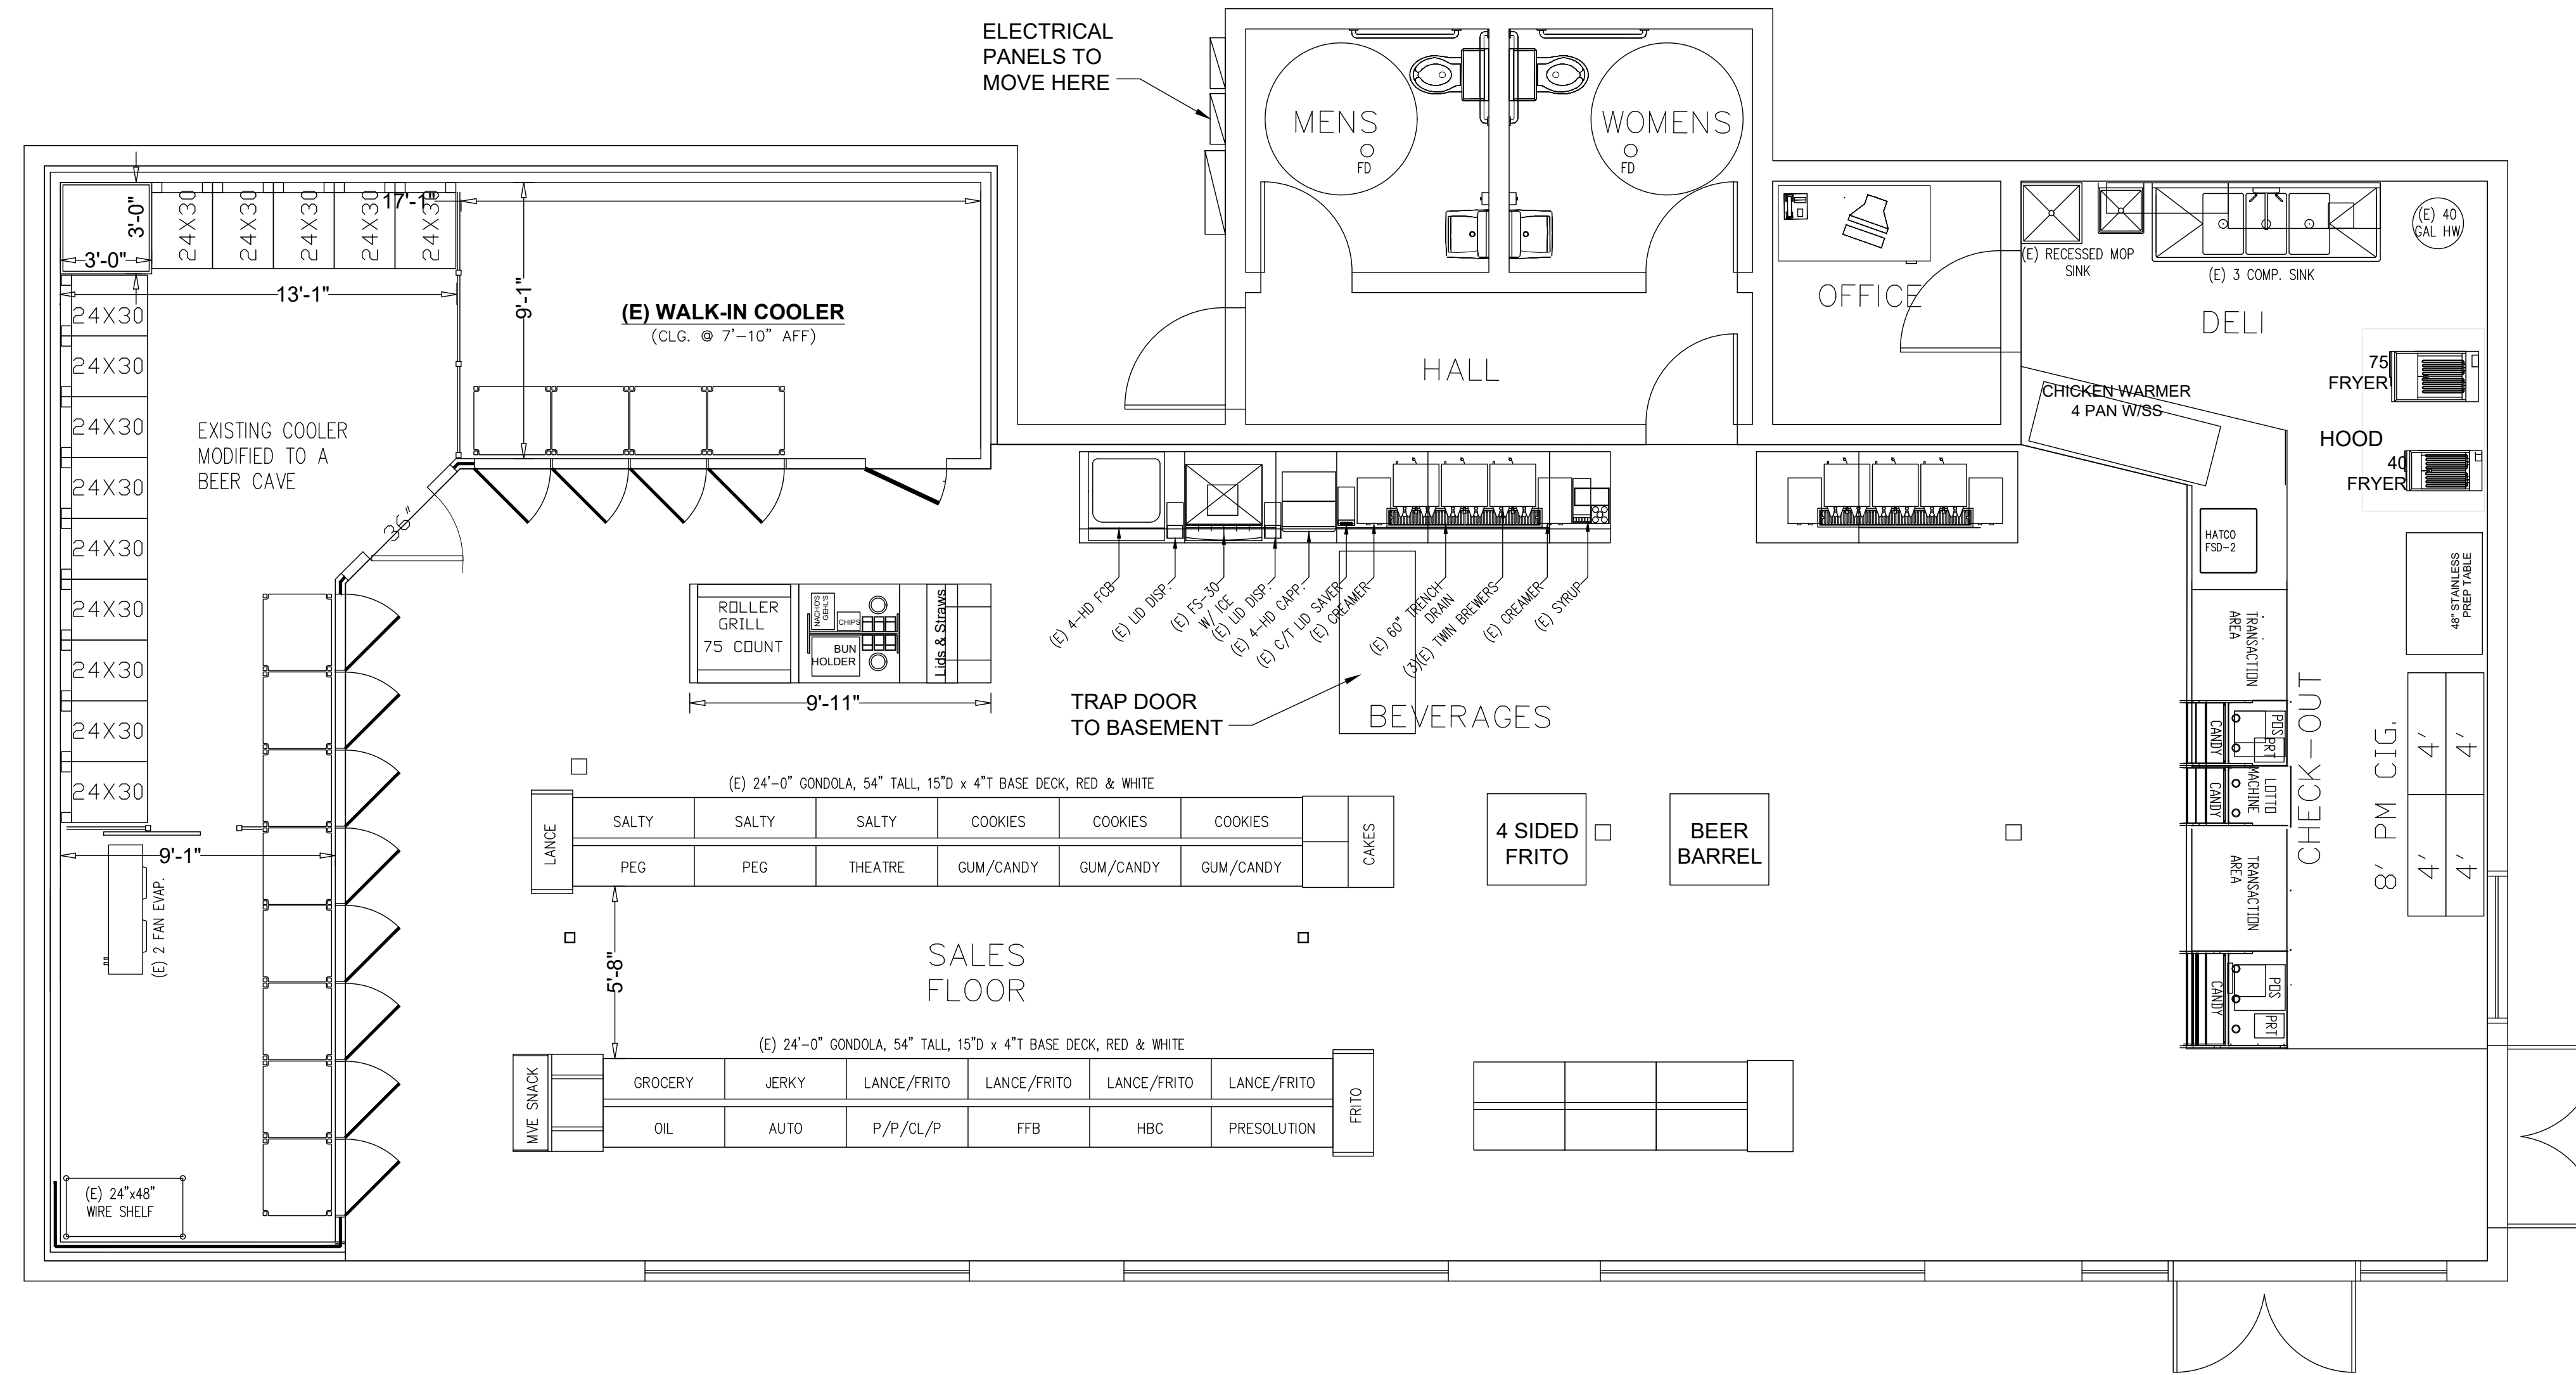 ELECTRICAL
PANELS TO
MOVE HERE
MENS
FD
WOMENS
FD
3'-0"
3'-0"
24X30
24X30
24X30
24X30
24X30
17'-1"
13'-1"
9'-1"
(E) WALK-IN COOLER
(CLG. @ 7'-10" AFF)
OFFICE
HALL
(E) RECESSED MOP
SINK
(E) 3 COMP. SINK
(E) 40
GAL HW
DELI
75
FRYER
CHICKEN WARMER
4 PAN W/SS
HOOD
40
FRYER
24X30
24X30
24X30
24X30
24X30
24X30
24X30
24X30
24X30
EXISTING COOLER
MODIFIED TO A
BEER CAVE
36"
HATCO
FSD-2
48" STAINLESS
PREP TABLE
ROLLER
GRILL
75 COUNT
NACHO'S
GEHL'S
CHIPS
BUN
HOLDER
Lids & Straws
9'-11"
(E) 4-HD FCB
(E) LID DISP.
(E) FS-30
W/ ICE
(E) LID DISP.
(E) 4-HD CAPP.
(E) C/T LID SAVER
(E) CREAMER
(E) 60" TRENCH
DRAIN
(3)(E) TWIN BREWERS
(E) CREAMER
(E) SYRUP
TRAP DOOR
TO BASEMENT
BEVERAGES
TRANSACTION
AREA
CANDY
POS
PRT
CANDY
LOTTO
MACHINE
TRANSACTION
AREA
CANDY
POS
PRT
CHECK-OUT
8' PM CIG.
4'
4'
4'
4'
9'-1"
(E) 2 FAN EVAP.
(E) 24"x48"
WIRE SHELF
(E) 24'-0" GONDOLA, 54" TALL, 15"D x 4"T BASE DECK, RED & WHITE
LANCE
SALTY
SALTY
SALTY
COOKIES
COOKIES
COOKIES
CAKES
PEG
PEG
THEATRE
GUM/CANDY
GUM/CANDY
GUM/CANDY
4 SIDED
FRITO
BEER
BARREL
5'-8"
SALES
FLOOR
(E) 24'-0" GONDOLA, 54" TALL, 15"D x 4"T BASE DECK, RED & WHITE
MVE SNACK
GROCERY
JERKY
LANCE/FRITO
LANCE/FRITO
LANCE/FRITO
LANCE/FRITO
FRITO
OIL
AUTO
P/P/CL/P
FFB
HBC
PRESOLUTION